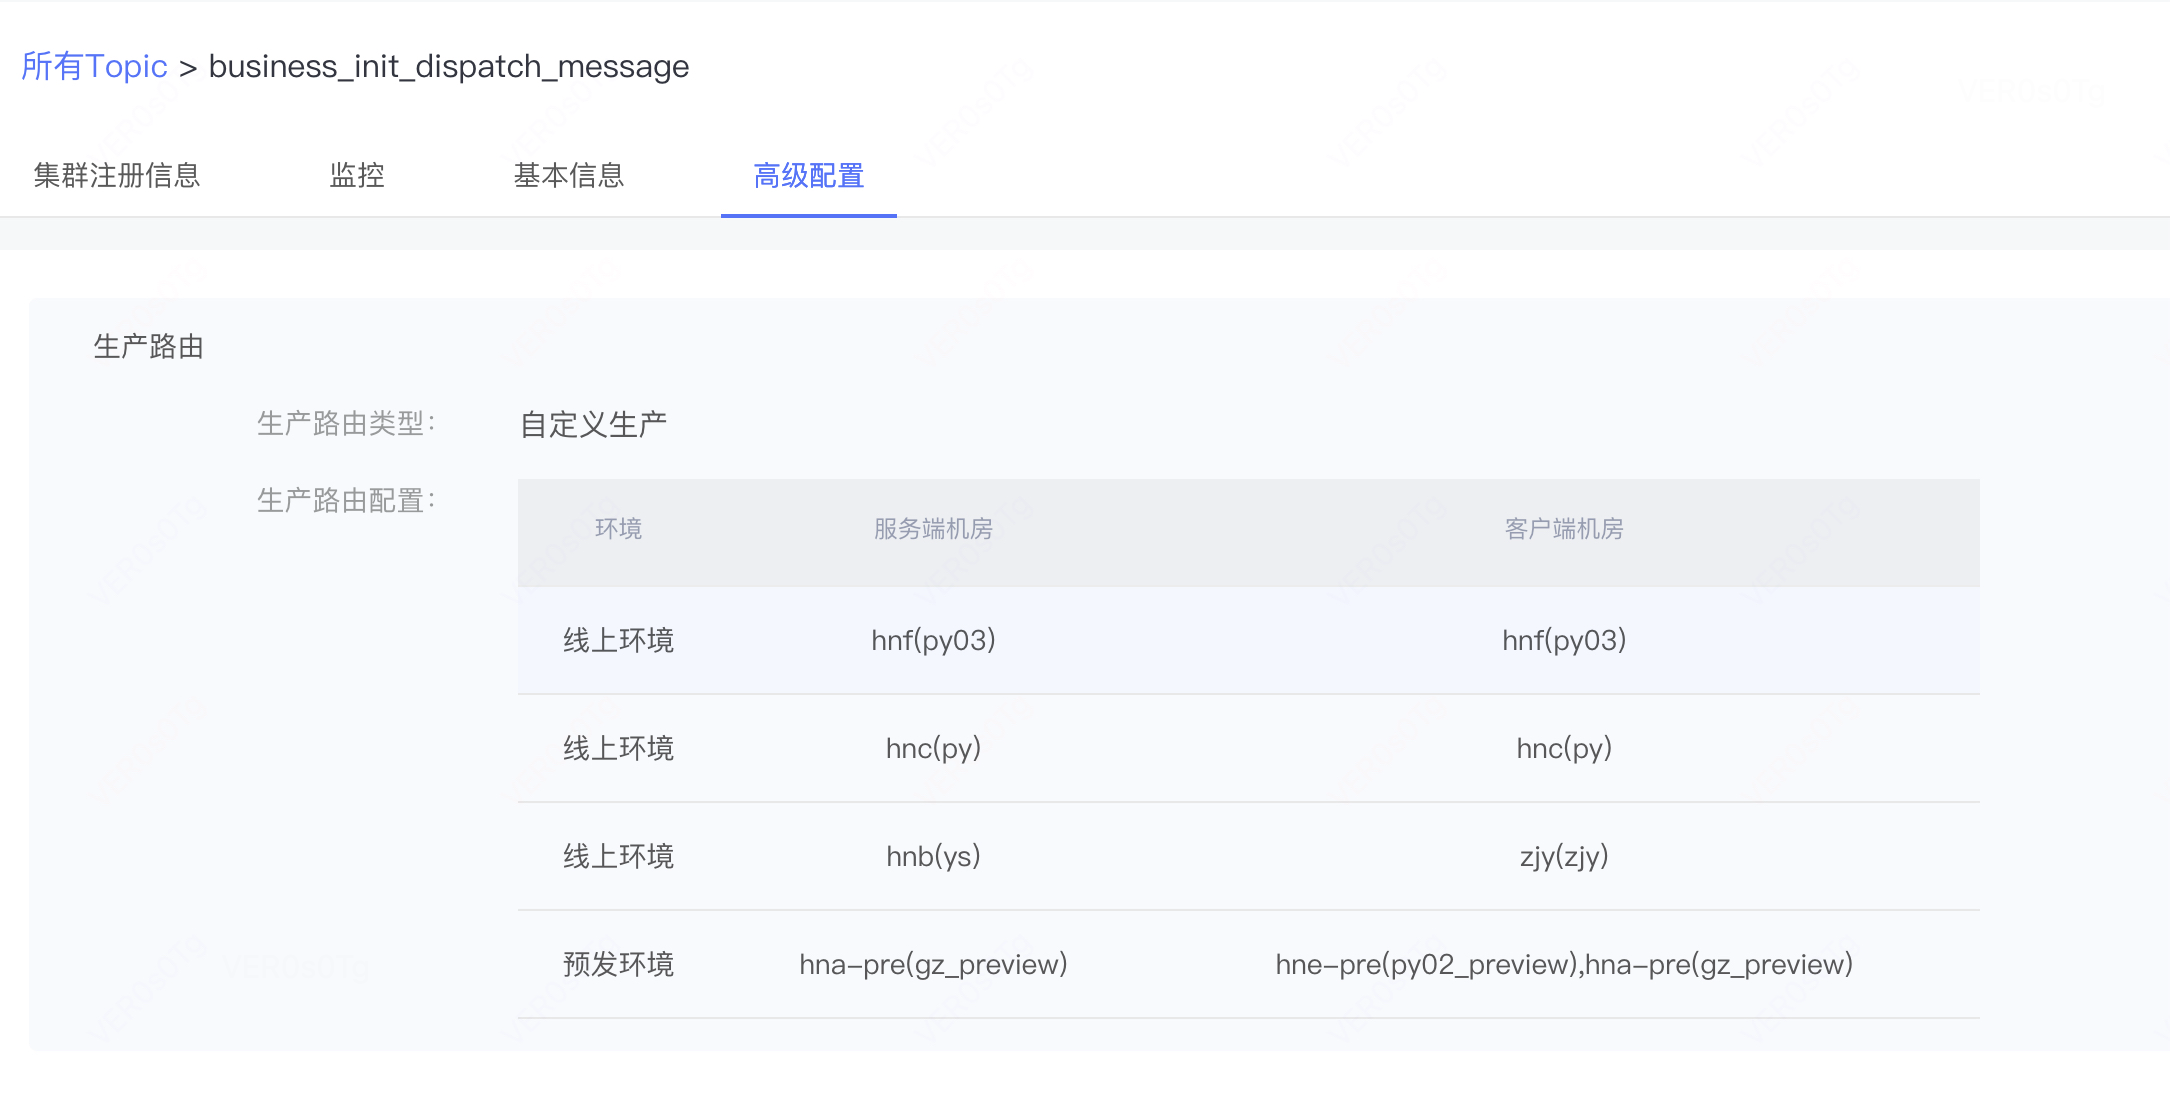 所有Topic > business_init_dispatch_message
集群注册信息 监控 基本信息 高级配置
生产路由
生产路由类型: 自定义生产
生产路由配置:
环境 服务端机房 客户端机房
线上环境 hnf(py03) hnf(py03)
线上环境 hnc(py) hnc(py)
线上环境 hnb(ys) zjy(zjy)
预发环境 hna-pre(gz_preview) hne-pre(py02_preview),hna-pre(gz_preview)